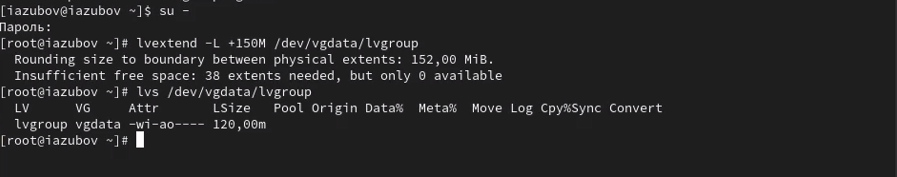 [iazubov@iazubov ~]$ su -
Пароль:
[root@iazubov ~]# lvextend -L +150M /dev/vgdata/lvgroup
  Rounding size to boundary between physical extents: 152,00 MiB.
  Insufficient free space: 38 extents needed, but only 0 available
[root@iazubov ~]# lvs /dev/vgdata/lvgroup
  LV      VG     Attr       LSize   Pool Origin Data%  Meta%  Move Log Cpy%Sync Convert
  lvgroup vgdata -wi-ao---- 120,00m
[root@iazubov ~]#